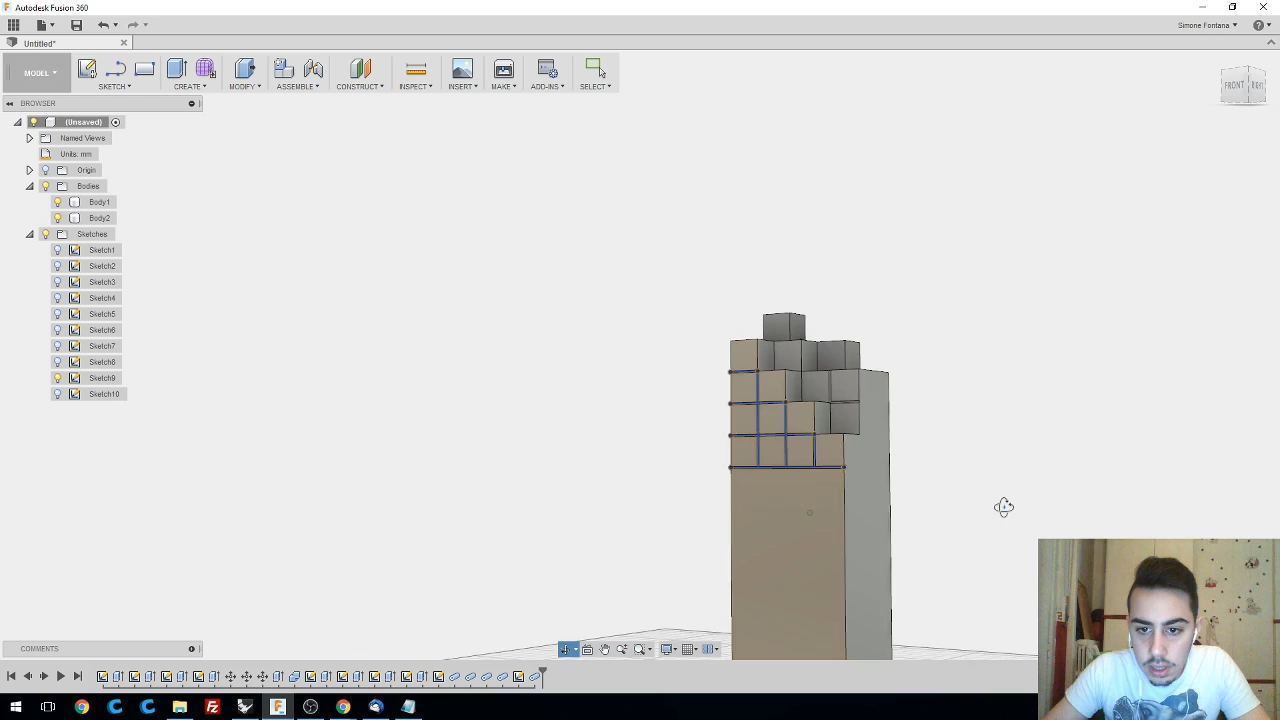 Autodesk Fusion 360
Simone Fontana
Untitled*
MODEL
SKETCH
CREATE
MODIFY
ASSEMBLE
CONSTRUCT
INSPECT
INSERT
MAKE
ADD-INS
SELECT
FRONT
RIGHT
BROWSER
(Unsaved)
Named Views
Units: mm
Origin
Bodies
Body1
Body2
Sketches
Sketch1
Sketch2
Sketch3
Sketch4
Sketch5
Sketch6
Sketch7
Sketch8
Sketch9
Sketch10
COMMENTS